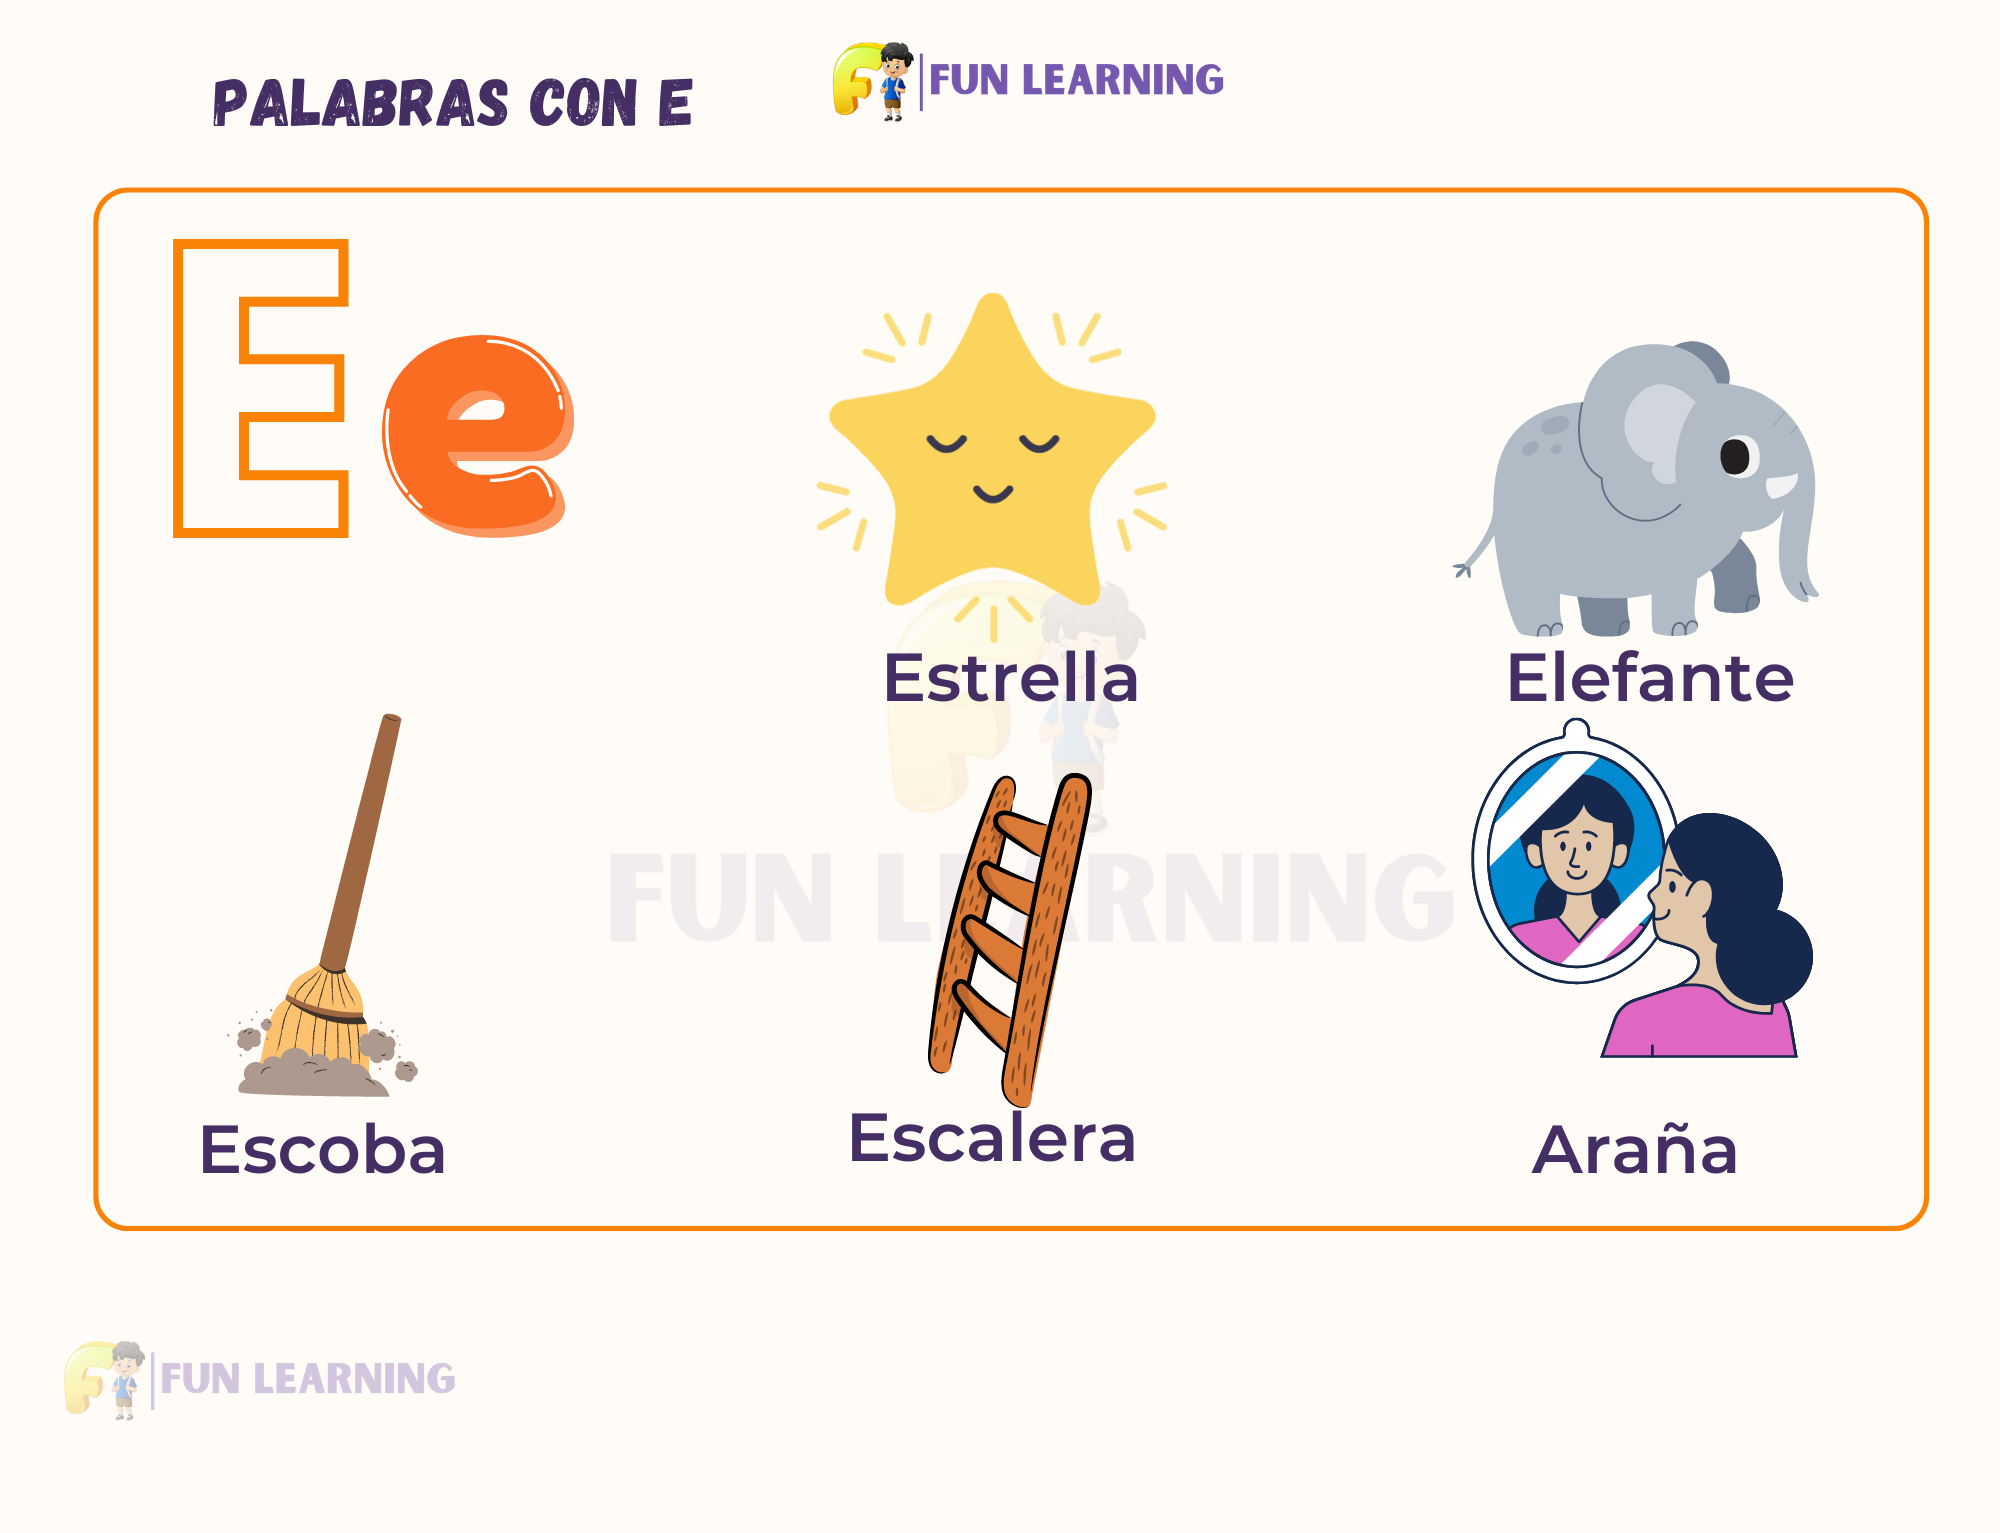 PALABRAS CON E
FUN LEARNING
E e
Estrella
Elefante
FUN LEARNING
Escoba
Escalera
Araña
FUN LEARNING